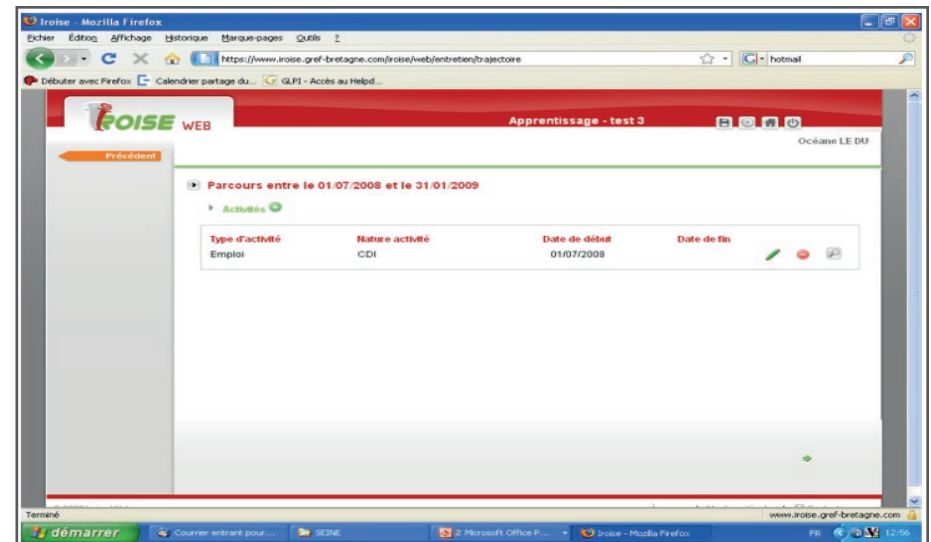 Iroise - Mozilla Firefox
Fichier Édition Affichage Historique Marque-pages Outils ?
https://www.iroise.gref-bretagne.com/iroise/web/entretien/trajectoire hotmail
Débuter avec Firefox Calendrier partage du... GLPI - Accès au Helpd...
IROISE WEB Apprentissage - test 3
Océane LE DU
Précédent
Parcours entre le 01/07/2008 et le 31/01/2009
Activités
Type d'activité Nature activité Date de début Date de fin
Emploi CDI 01/07/2008
Terminé www.iroise.gref-bretagne.com
démarrer Courrier entrant pour... SEINE 2 Microsoft Office P... Iroise - Mozilla Firefox FR 12:56